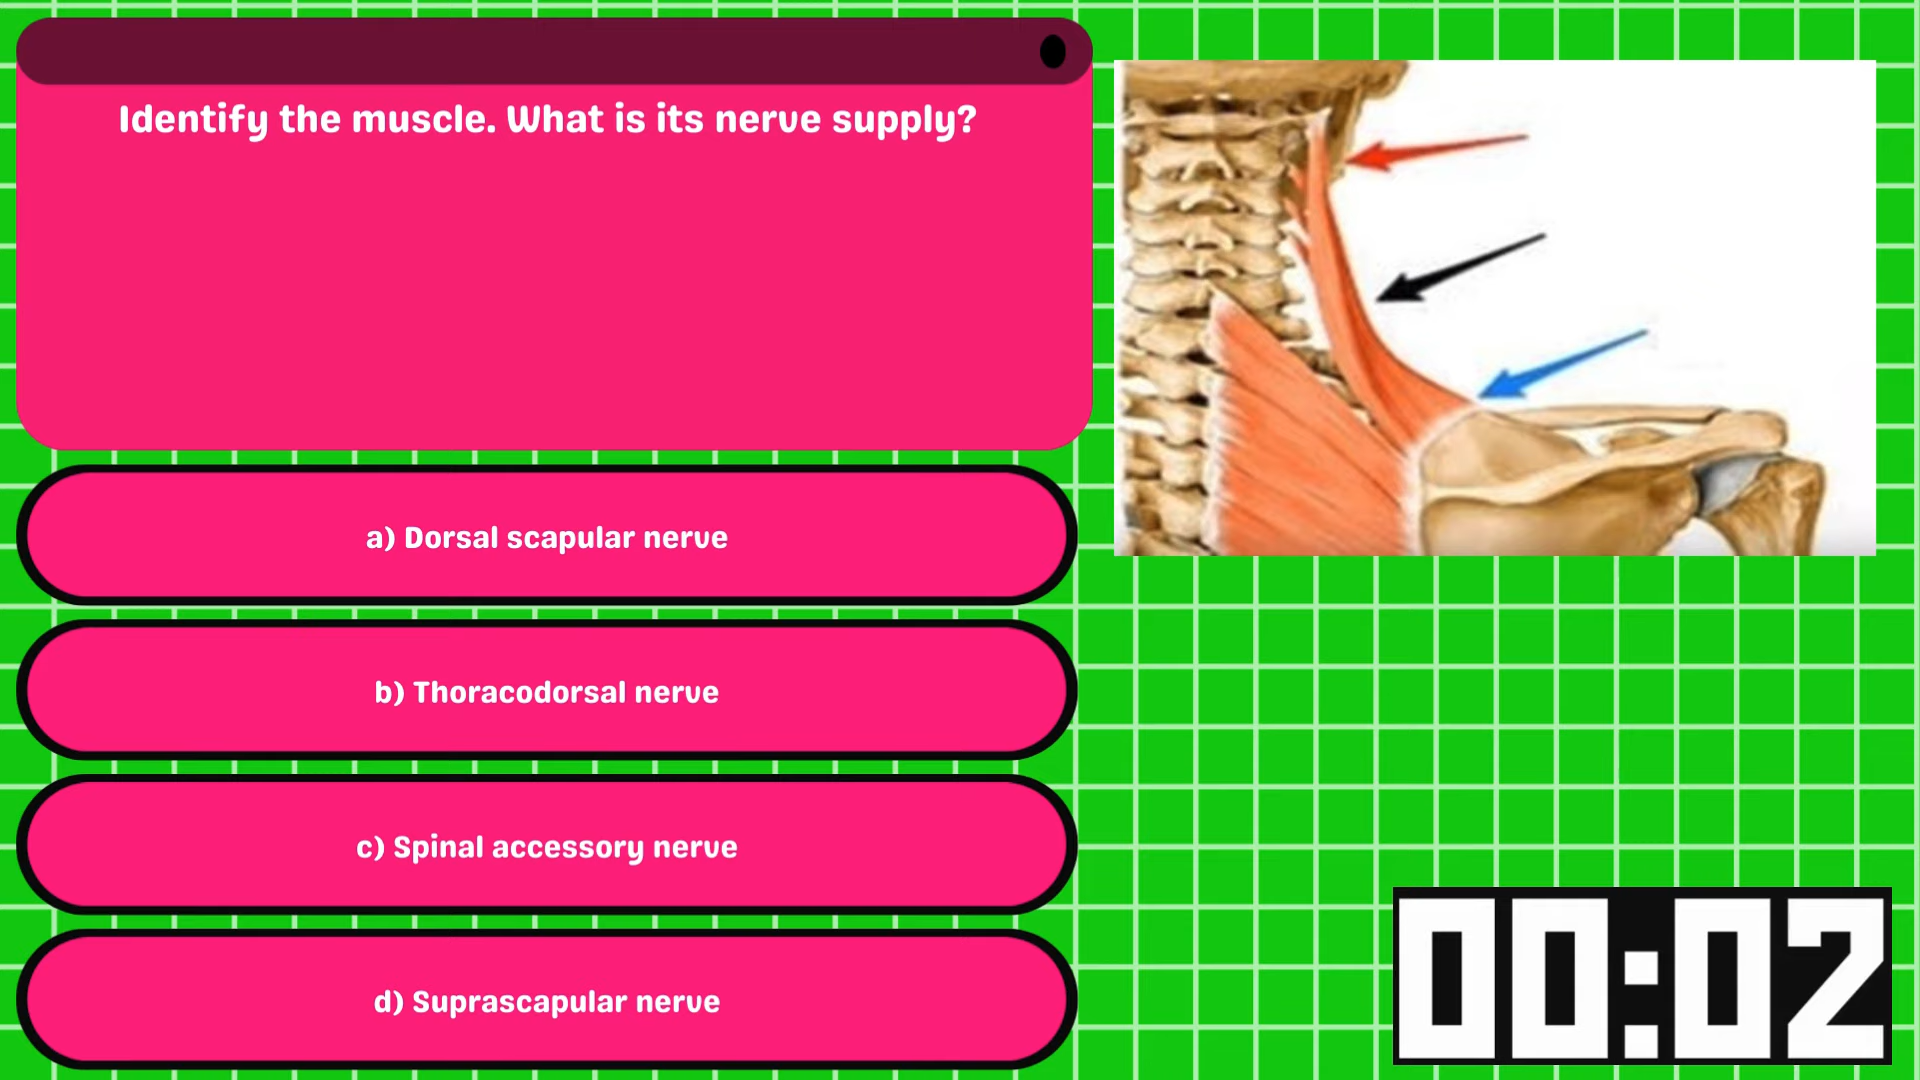 Identify the muscle. What is its nerve supply?
a) Dorsal scapular nerve
b) Thoracodorsal nerve
c) Spinal accessory nerve
d) Suprascapular nerve
00:02